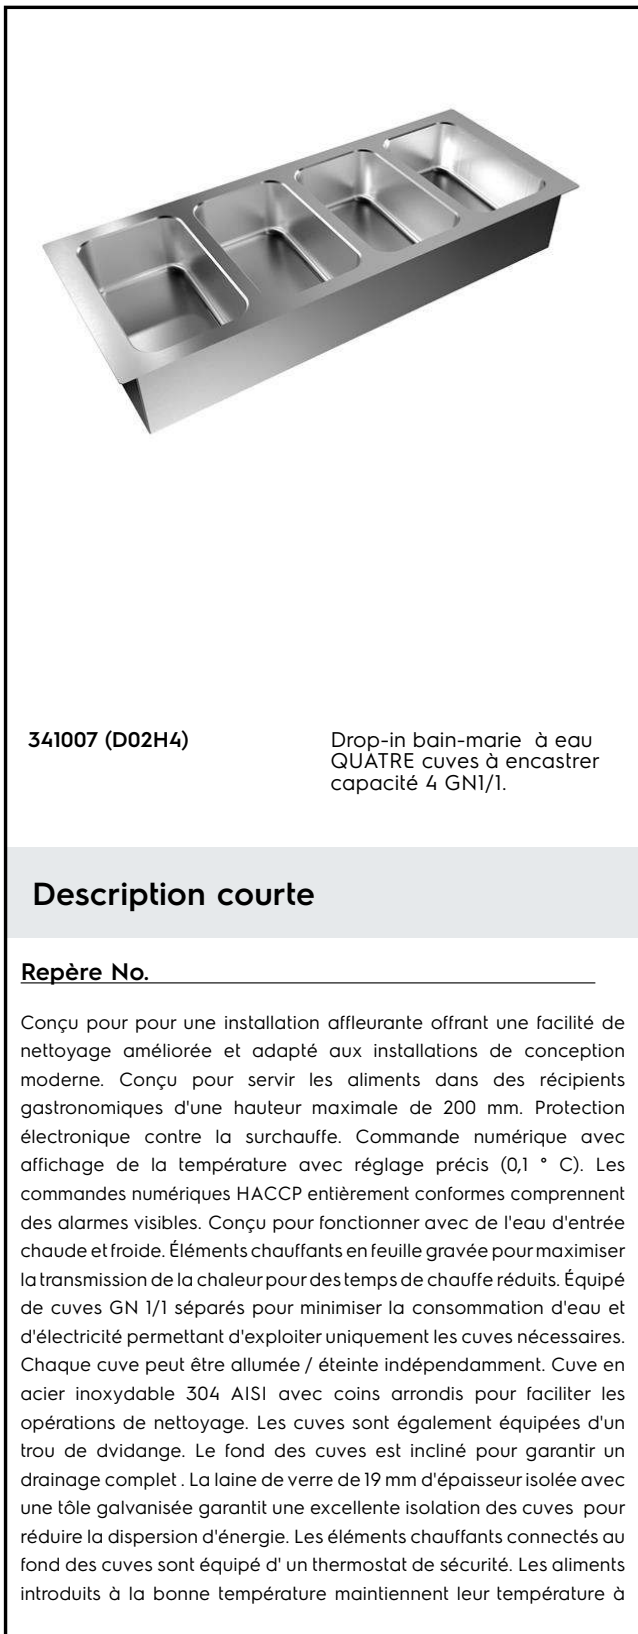 341007 (D02H4)
Drop-in bain-marie à eau
QUATRE cuves à encastrer
capacité 4 GN1/1.
Description courte
Repère No.
Conçu pour pour une installation affleurante offrant une facilité de
nettoyage améliorée et adapté aux installations de conception
moderne. Conçu pour servir les aliments dans des récipients
gastronomiques d'une hauteur maximale de 200 mm. Protection
électronique contre la surchauffe. Commande numérique avec
affichage de la température avec réglage précis (0,1 ° C). Les
commandes numériques HACCP entièrement conformes comprennent
des alarmes visibles. Conçu pour fonctionner avec de l'eau d'entrée
chaude et froide. Éléments chauffants en feuille gravée pour maximiser
la transmission de la chaleur pour des temps de chauffe réduits. Équipé
de cuves GN 1/1 séparés pour minimiser la consommation d'eau et
d'électricité permettant d'exploiter uniquement les cuves nécessaires.
Chaque cuve peut être allumée / éteinte indépendamment. Cuve en
acier inoxydable 304 AISI avec coins arrondis pour faciliter les
opérations de nettoyage. Les cuves sont également équipées d'un
trou de dvidange. Le fond des cuves est incliné pour garantir un
drainage complet . La laine de verre de 19 mm d'épaisseur isolée avec
une tôle galvanisée garantit une excellente isolation des cuves pour
réduire la dispersion d'énergie. Les éléments chauffants connectés au
fond des cuves sont équipé d' un thermostat de sécurité. Les aliments
introduits à la bonne température maintiennent leur température à